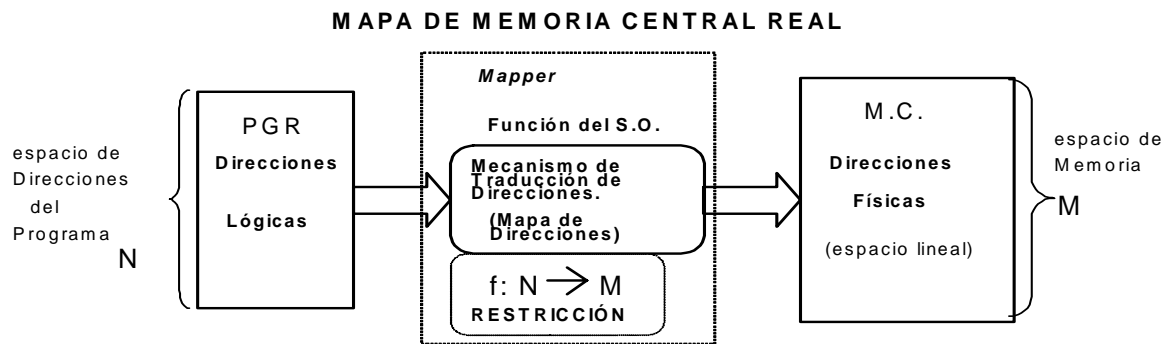 MAPA DE MEMORIA CENTRAL REAL
espacio de
Direcciones
del
Programa
N
PGR
Direcciones
Lógicas
Mapper
Función del S.O.
Mecanismo de
Traducción de
Direcciones.
(Mapa de
Direcciones)
f: N → M
RESTRICCIÓN
M.C.
Direcciones
Físicas
(espacio lineal)
espacio de
Memoria
M